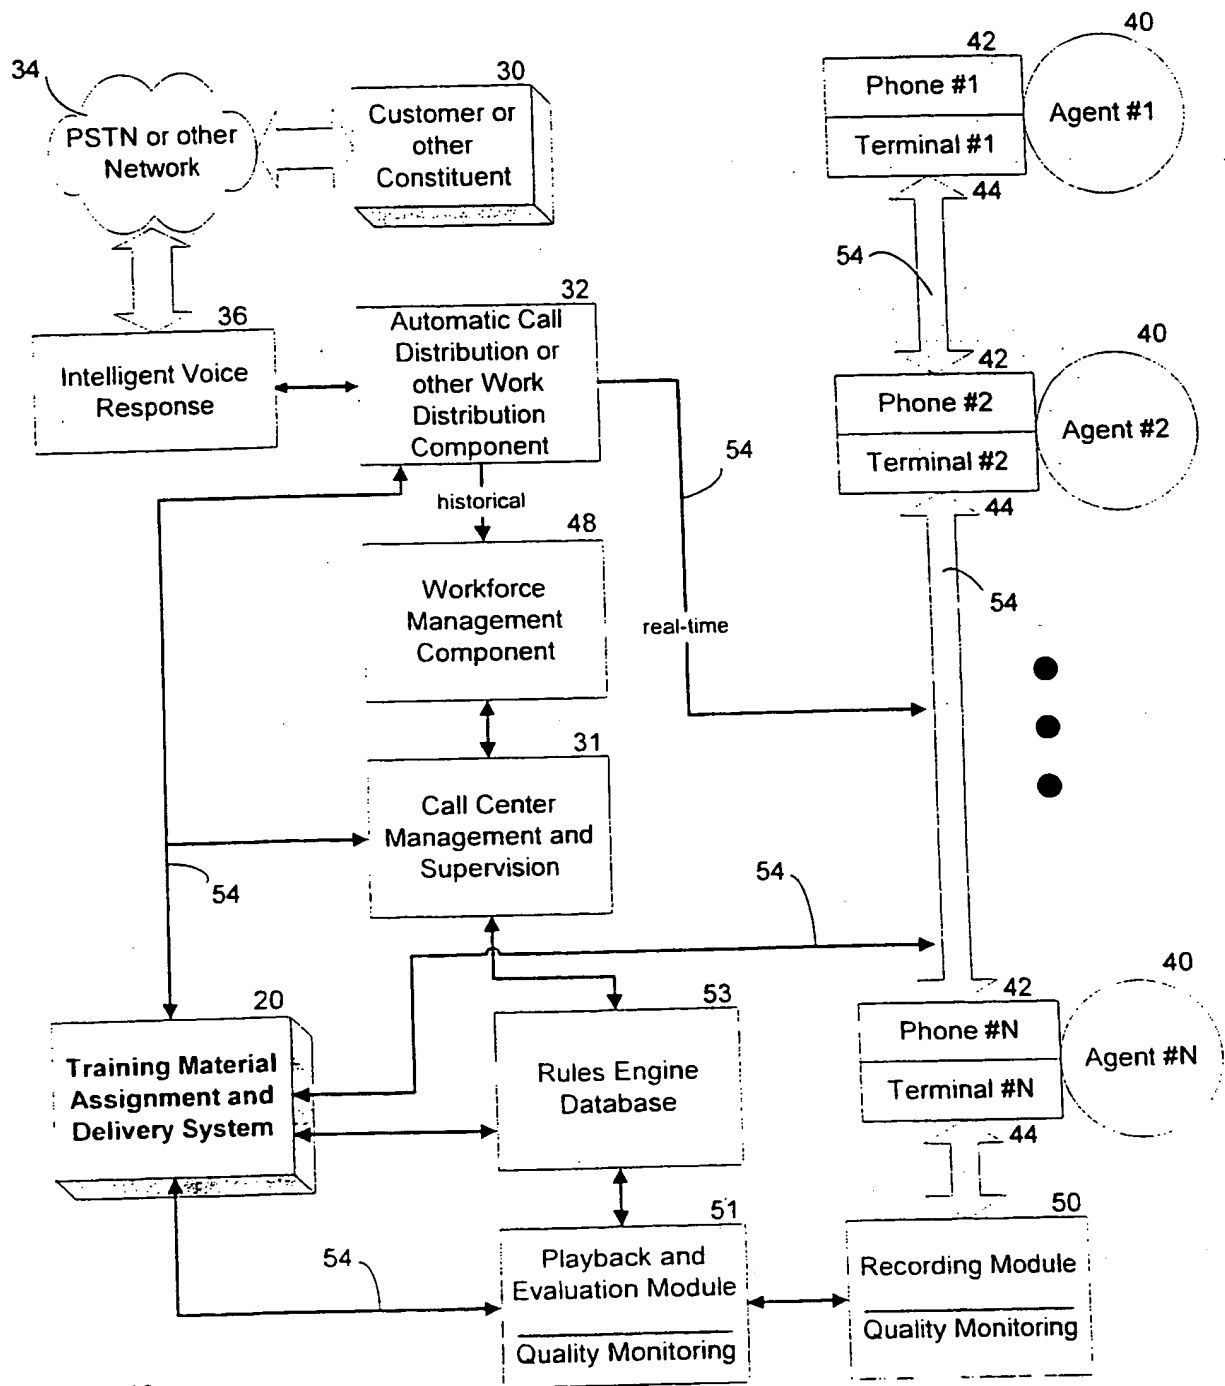 34
PSTN or other
Network
30
Customer or
other
Constituent
42
Phone #1
Terminal #1
44
40
Agent #1
54
36
Intelligent Voice
Response
32
Automatic Call
Distribution or
other Work
Distribution
Component
54
42
Phone #2
Terminal #2
44
40
Agent #2
54
historical
48
Workforce
Management
Component
real-time
31
Call Center
Management and
Supervision
54
54
20
Training Material
Assignment and
Delivery System
53
Rules Engine
Database
42
Phone #N
Terminal #N
44
40
Agent #N
54
51
Playback and
Evaluation Module
Quality Monitoring
50
Recording Module
Quality Monitoring